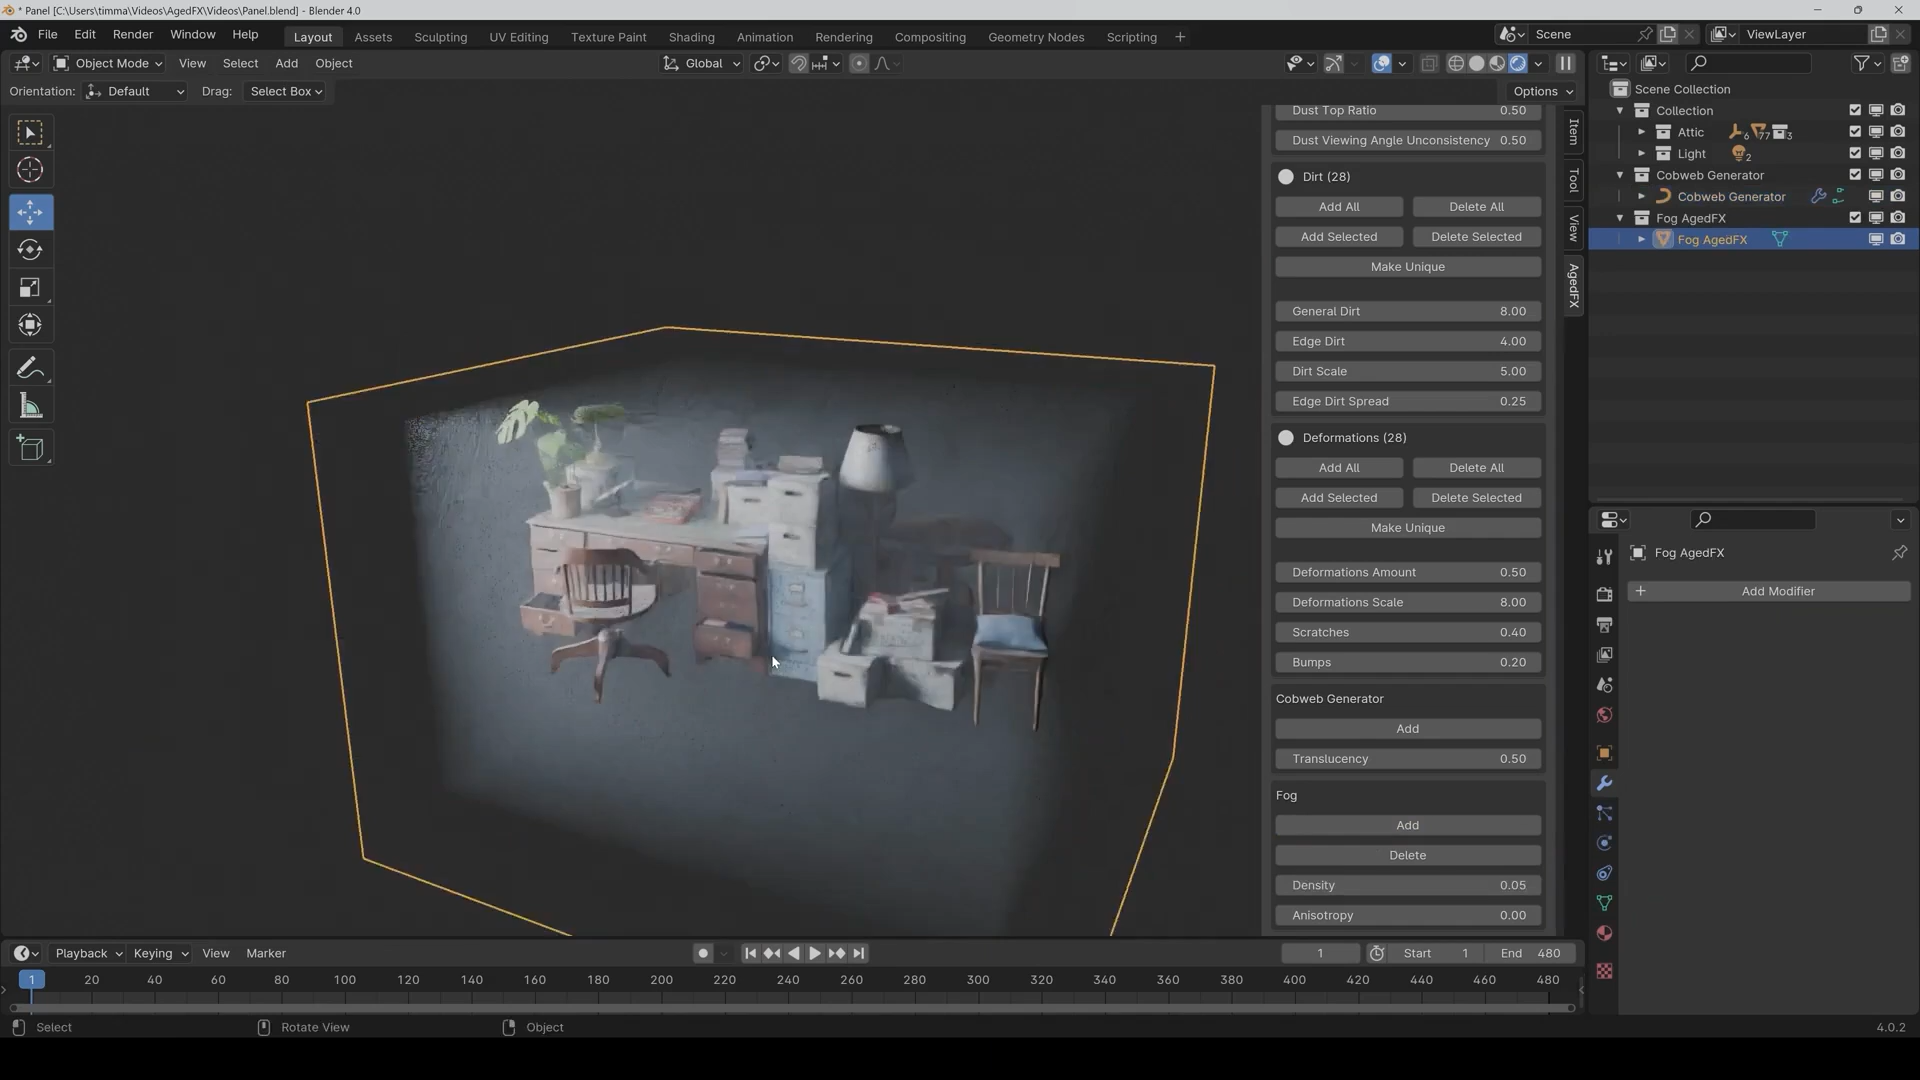 * Panel [C:\Users\timma\Videos\AgedFX\Videos\Panel.blend] - Blender 4.0
File Edit Render Window Help Layout Assets Sculpting UV Editing Texture Paint Shading Animation Rendering Compositing Geometry Nodes Scripting + Scene ViewLayer
Object Mode View Select Add Object Global
Orientation: Default Drag: Select Box Options
Scene Collection
Collection
Attic 6 77 3
Light 2
Cobweb Generator
Cobweb Generator
Fog AgedFX
Fog AgedFX
Item
Tool
View
AgedFX
Dust Top Ratio 0.50
Dust Viewing Angle Unconsistency 0.50
Dirt (28)
Add All Delete All
Add Selected Delete Selected
Make Unique
General Dirt 8.00
Edge Dirt 4.00
Dirt Scale 5.00
Edge Dirt Spread 0.25
Deformations (28)
Add All Delete All
Add Selected Delete Selected
Make Unique
Deformations Amount 0.50
Deformations Scale 8.00
Scratches 0.40
Bumps 0.20
Cobweb Generator
Add
Translucency 0.50
Fog
Add
Delete
Density 0.05
Anisotropy 0.00
Fog AgedFX
+ Add Modifier
Playback Keying View Marker 1 Start 1 End 480
1 20 40 60 80 100 120 140 160 180 200 220 240 260 280 300 320 340 360 380 400 420 440 460 480
Select Rotate View Object 4.0.2